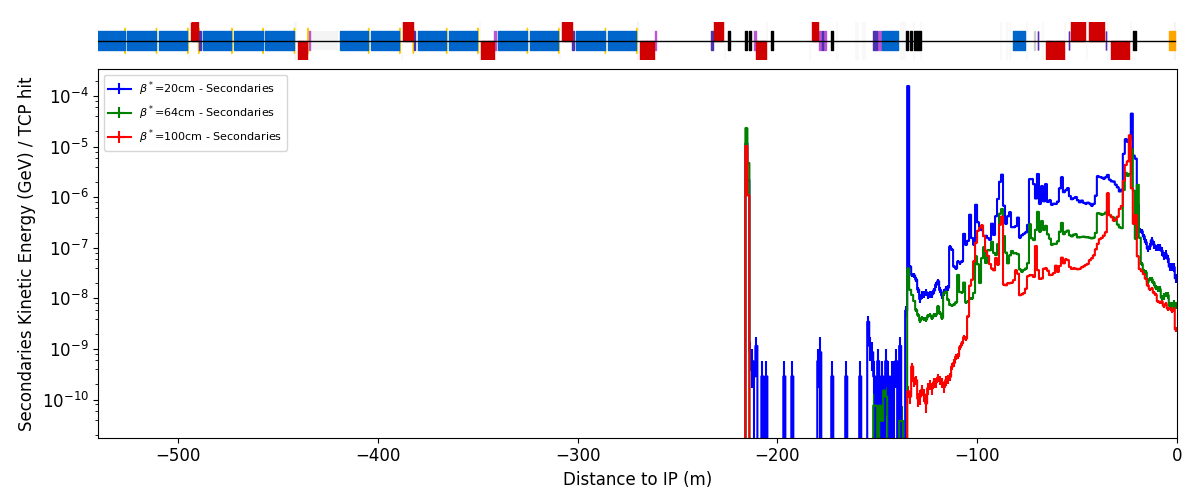 β*=20cm - Secondaries
β*=64cm - Secondaries
β*=100cm - Secondaries
Secondaries Kinetic Energy (GeV) / TCP hit
10⁻⁴
10⁻⁵
10⁻⁶
10⁻⁷
10⁻⁸
10⁻⁹
10⁻¹⁰
−500 −400 −300 −200 −100 0
Distance to IP (m)